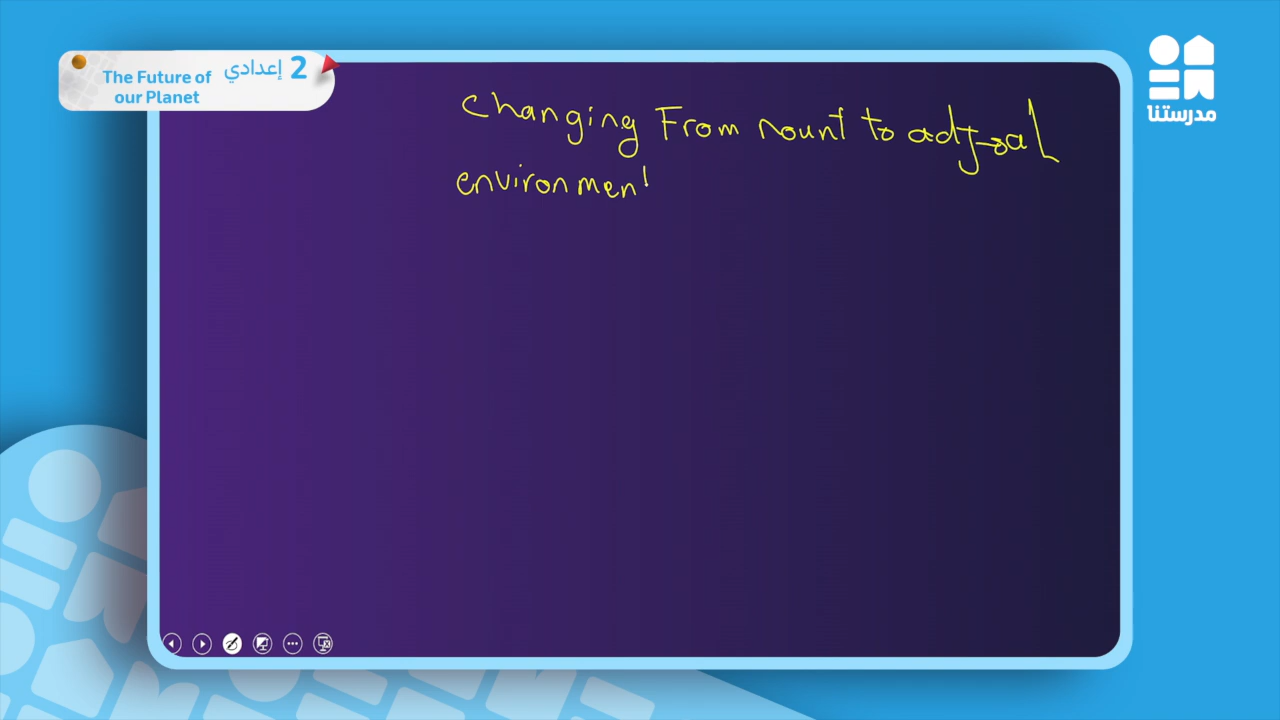 The Future of
our Planet
2 إعدادي
مدرستنا
changing From nount to adj→al
environmen